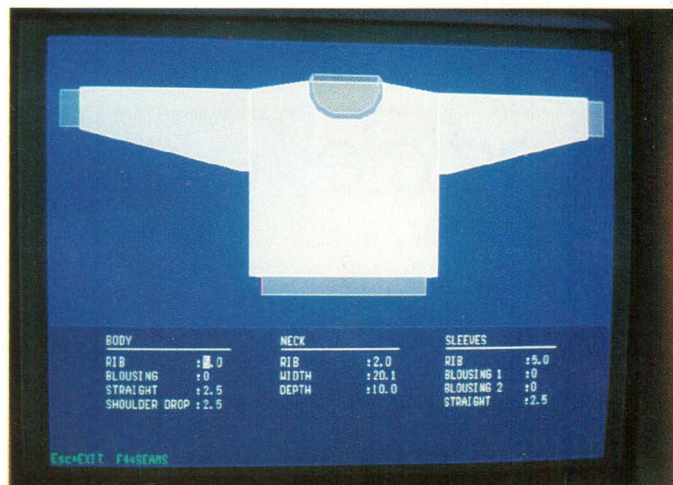 BODY
RIB : .0
BLOUSING :0
STRAIGHT :2.5
SHOULDER DROP :2.5
NECK
RIB :2.0
WIDTH :20.1
DEPTH :10.0
SLEEVES
RIB :5.0
BLOUSING 1 :0
BLOUSING 2 :0
STRAIGHT :2.5
Esc=EXIT F4=SEAMS